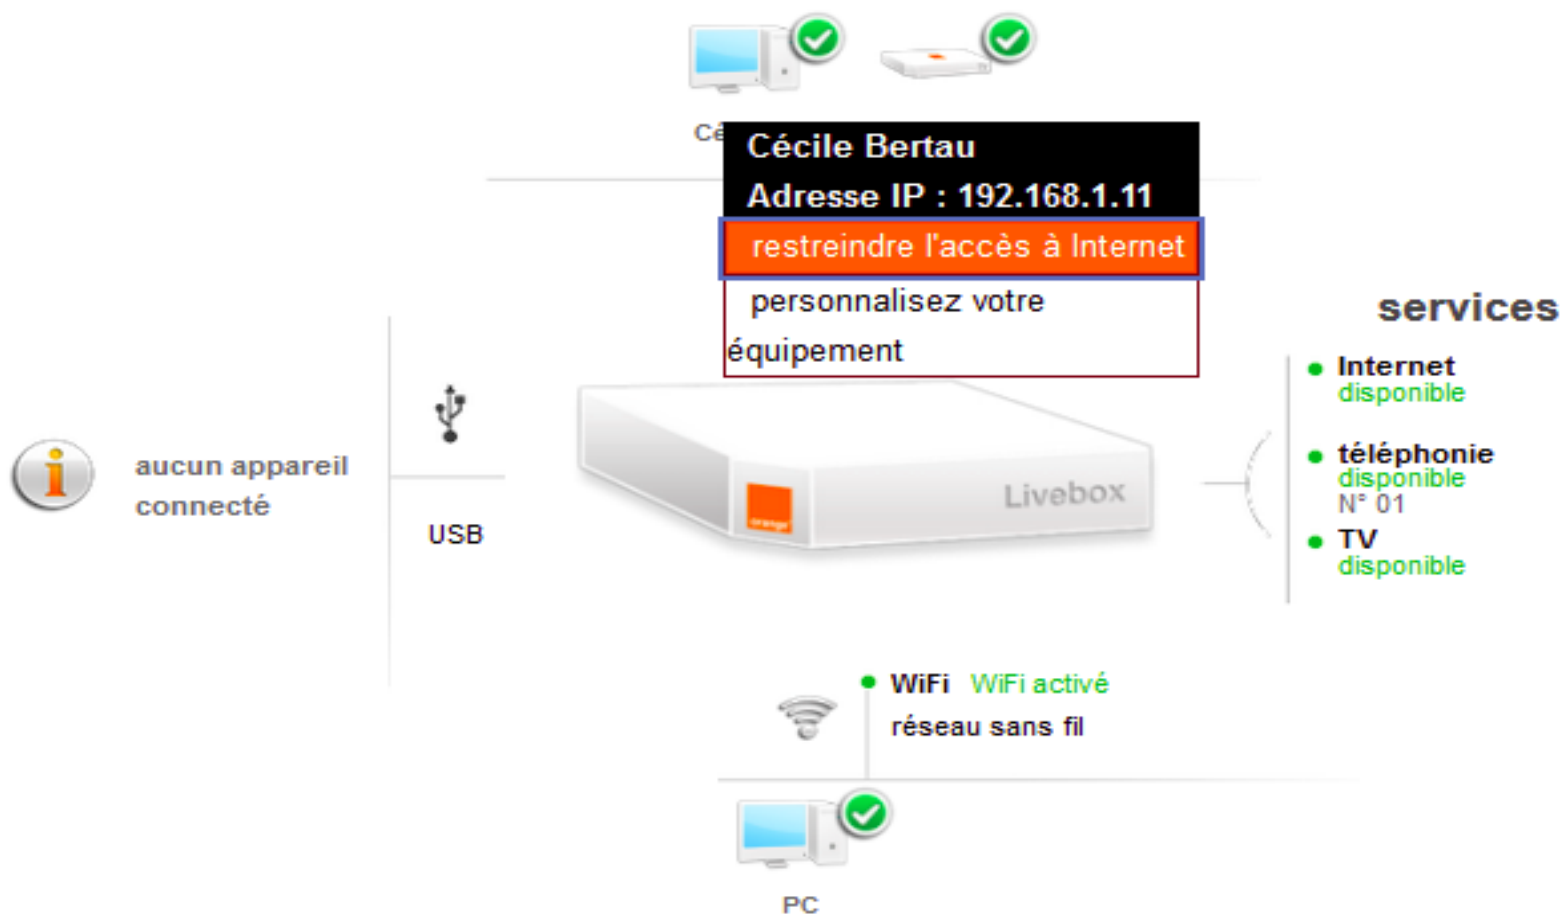 Cécile Bertau
Adresse IP : 192.168.1.11
restreindre l'accès à Internet
personnalisez votre
équipement
services
Internet
disponible
téléphonie
disponible
N° 01
TV
disponible
aucun appareil
connecté
USB
Livebox
orange
WiFi WiFi activé
réseau sans fil
PC